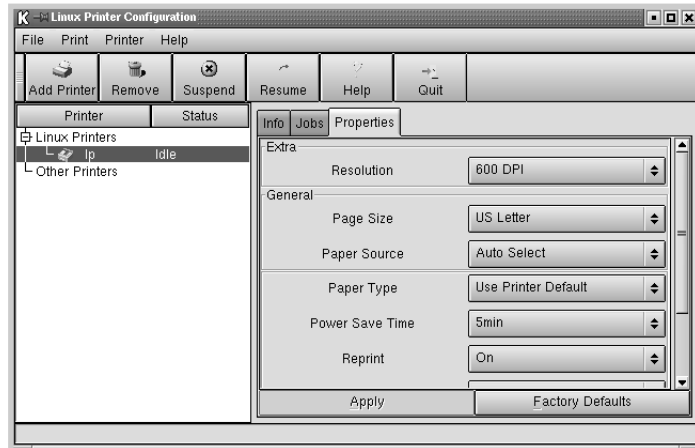 Linux Printer Configuration
File Print Printer Help
Add Printer Remove Suspend Resume Help Quit
Printer Status
Linux Printers
lp Idle
Other Printers
Info Jobs Properties
Extra
Resolution 600 DPI
General
Page Size US Letter
Paper Source Auto Select
Paper Type Use Printer Default
Power Save Time 5min
Reprint On
Apply Factory Defaults